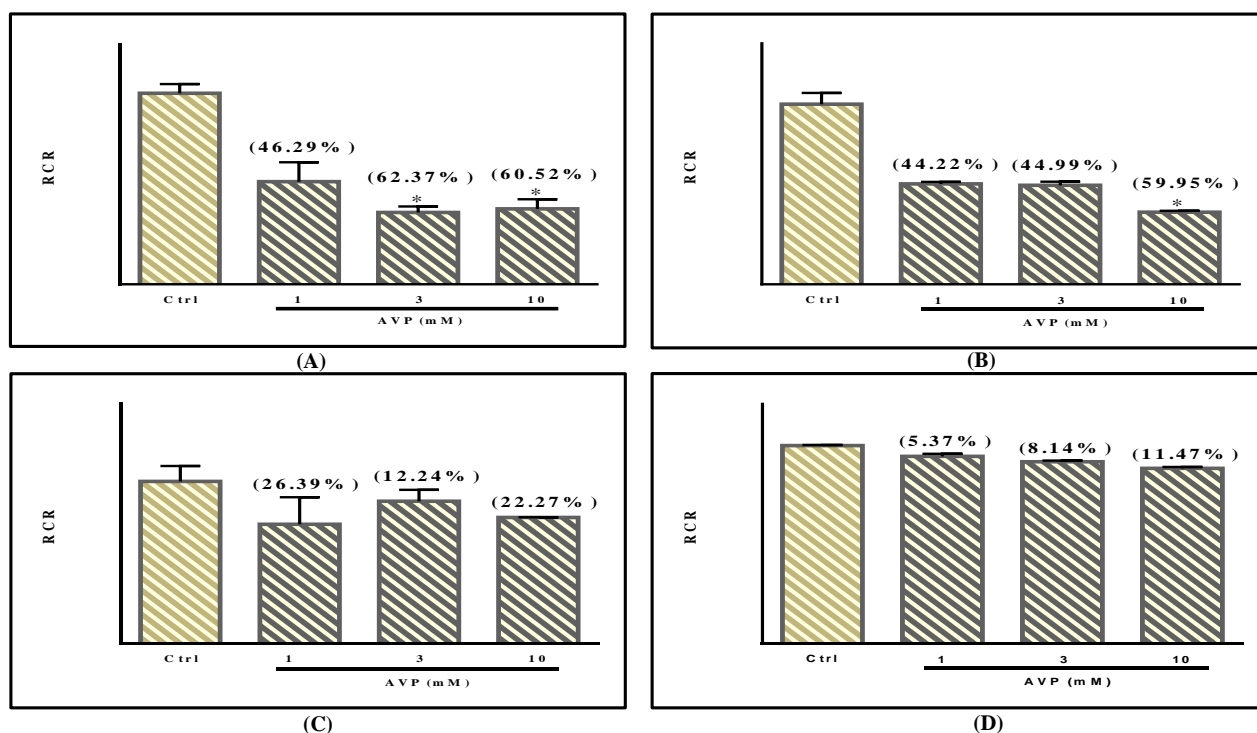 (46.29% )
(62.37% )
(60.52% )
*
*
RCR
Ctrl 1 3 10
AVP (mM)
(A)
(44.22% )
(44.99% )
(59.95% )
*
RCR
Ctrl 1 3 10
AVP (mM)
(B)
(26.39% )
(12.24% )
(22.27% )
RCR
Ctrl 1 3 10
AVP (mM)
(C)
(5.37% )
(8.14% )
(11.47% )
RCR
Ctrl 1 3 10
AVP (mM)
(D)